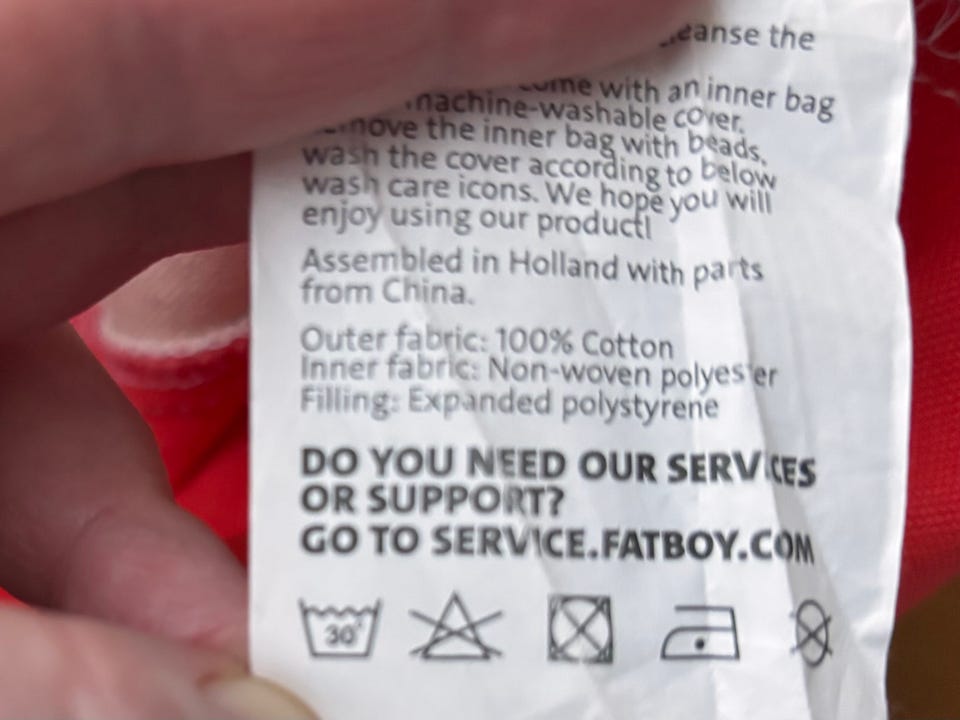 the
come with an inner bag
machine-washable cover.
the inner bag with beads.
wash the cover according to below
wash care icons. We hope you will
enjoy using our product!
Assembled in Holland with parts
from China.
Outer fabric: 100% Cotton
Inner fabric: Non-woven polyester
Filling: Expanded polystyrene
DO YOU NEED OUR SERVICES
OR SUPPORT?
GO TO SERVICE.FATBOY.COM
30°